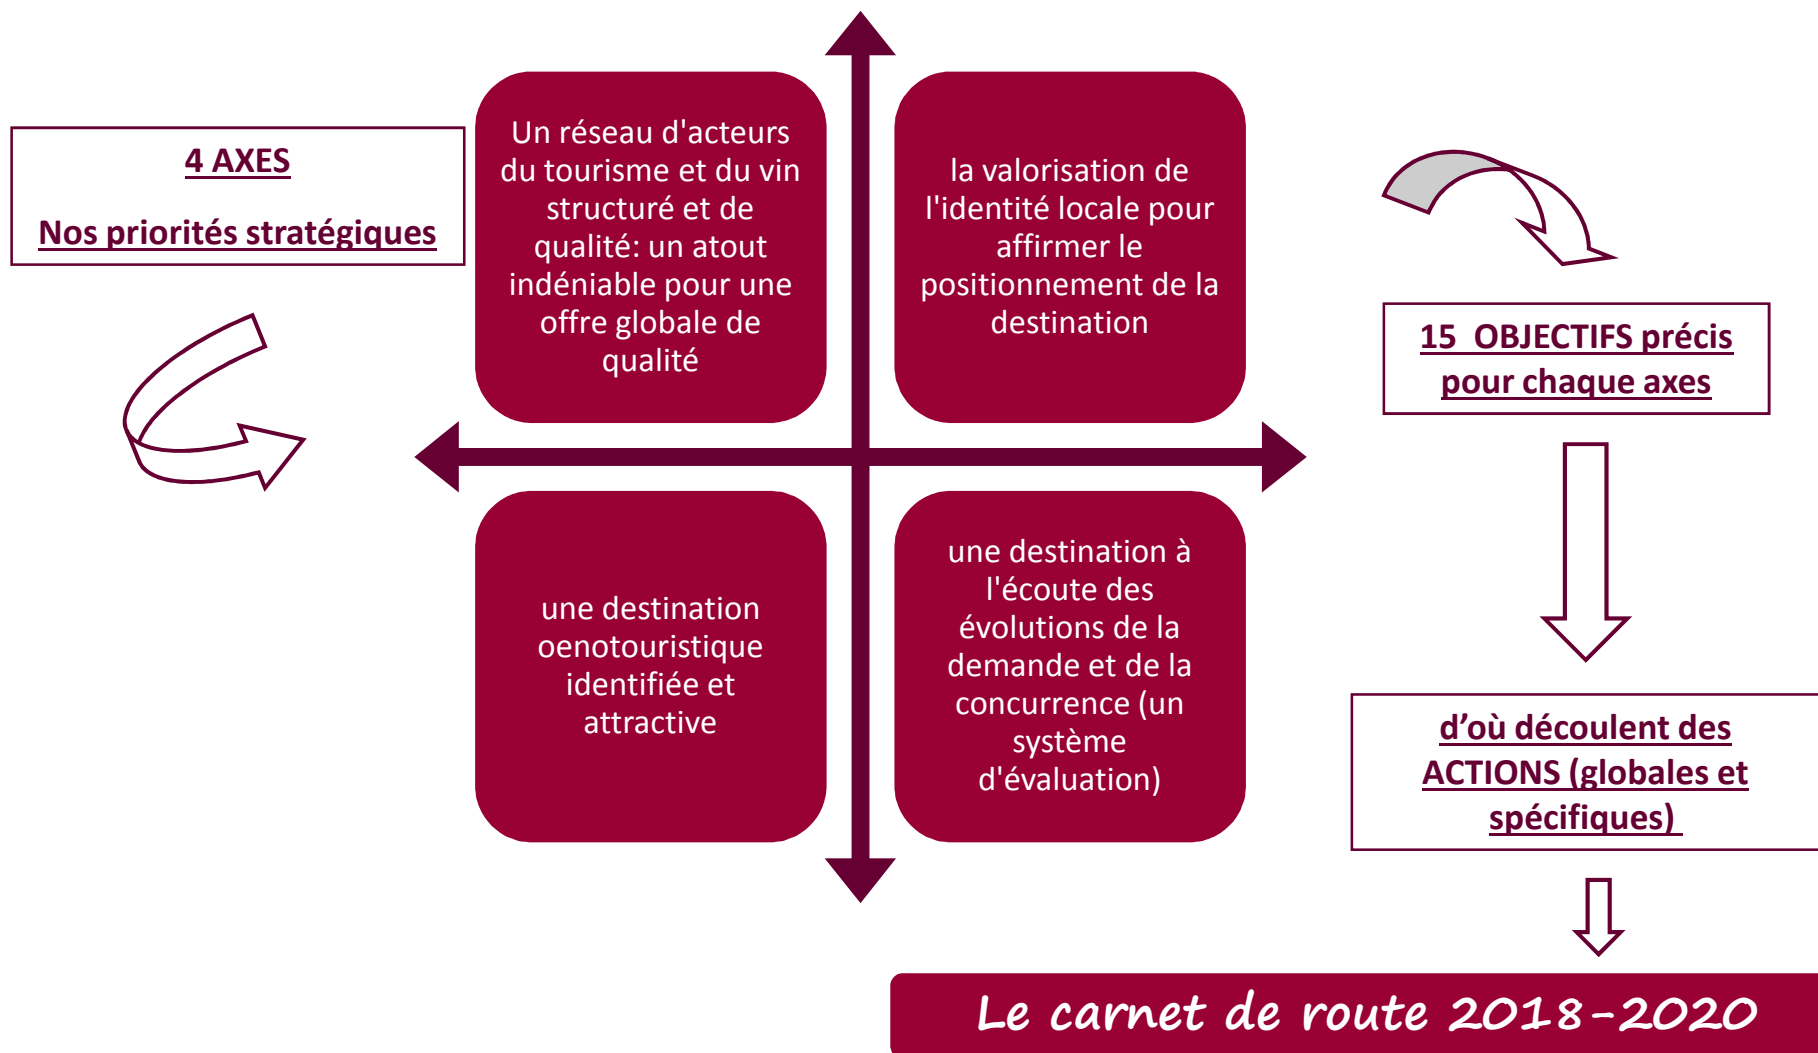 4 AXES
Nos priorités stratégiques
Un réseau d'acteurs
du tourisme et du vin
structuré et de
qualité: un atout
indéniable pour une
offre globale de
qualité
la valorisation de
l'identité locale pour
affirmer le
positionnement de la
destination
une destination
oenotouristique
identifiée et
attractive
une destination à
l'écoute des
évolutions de la
demande et de la
concurrence (un
système
d'évaluation)
15 OBJECTIFS précis
pour chaque axes
d’où découlent des
ACTIONS (globales et
spécifiques)
Le carnet de route 2018-2020